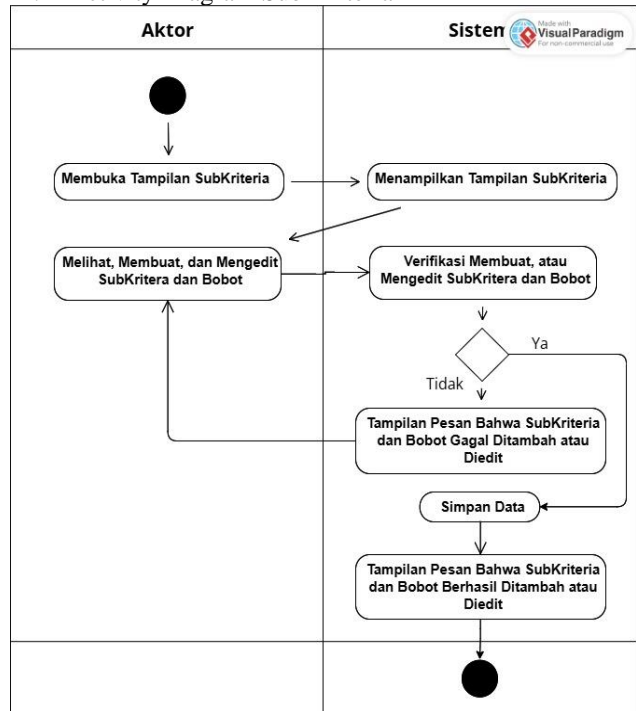 Aktor
Sistem
Made with
VisualParadigm
For non-commercial use
Membuka Tampilan SubKriteria
Menampilkan Tampilan SubKriteria
Melihat, Membuat, dan Mengedit
SubKritera dan Bobot
Verifikasi Membuat, atau
Mengedit SubKritera dan Bobot
Ya
Tidak
Tampilan Pesan Bahwa SubKriteria
dan Bobot Gagal Ditambah atau
Diedit
Simpan Data
Tampilan Pesan Bahwa SubKriteria
dan Bobot Berhasil Ditambah atau
Diedit